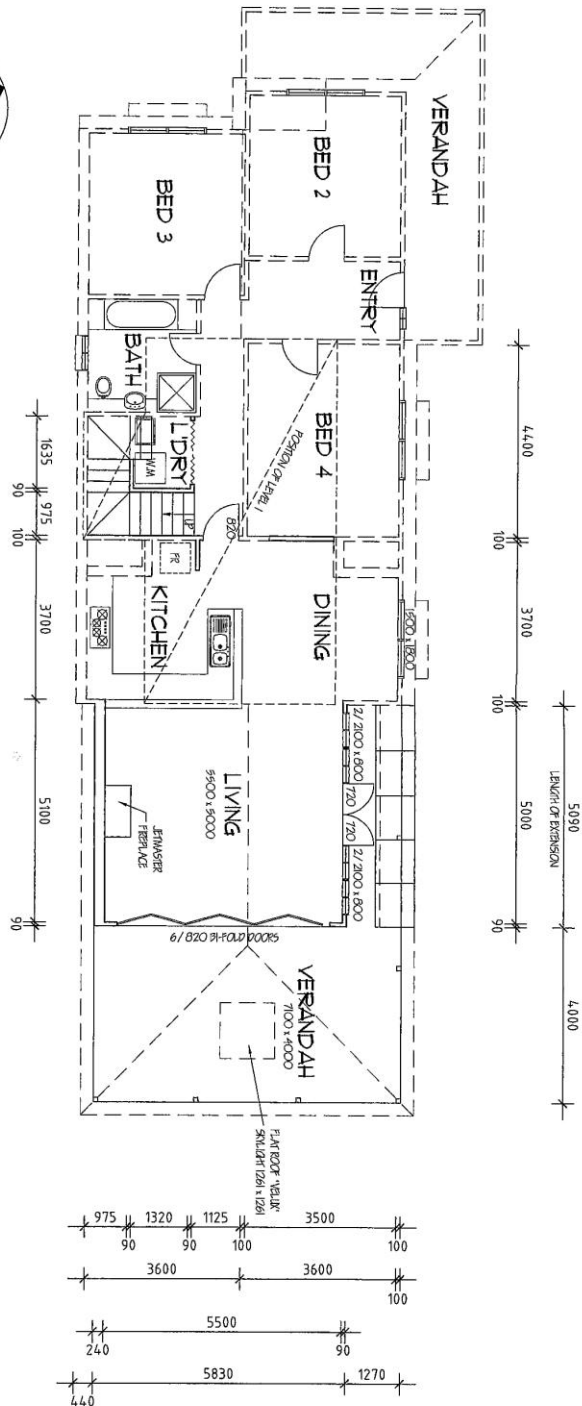 VERANDAH
BED 2
BED 3
ENTRY
BATH
BED 4
L'DRY
W.M
UP
POSITION OF LEVEL 1
820
FR
KITCHEN
DINING
1500 x 1800
2/ 2100 x 800
720
720
2/ 2100 x 800
LIVING
5500 x 5000
JETMASTER
FIREPLACE
6/ 820 BI-FOLD DOORS
VERANDAH
7100 x 4000
FLAT ROOF 'VELUX'
SKYLIGHT 1261 x 1261
4400
100
3700
100
5000
90
5090
LENGTH OF EXTENSION
4000
1635
90
975
100
3700
5100
90
975
90
1320
90
1125
100
3500
100
3600
3600
100
240
5500
90
440
5830
1270